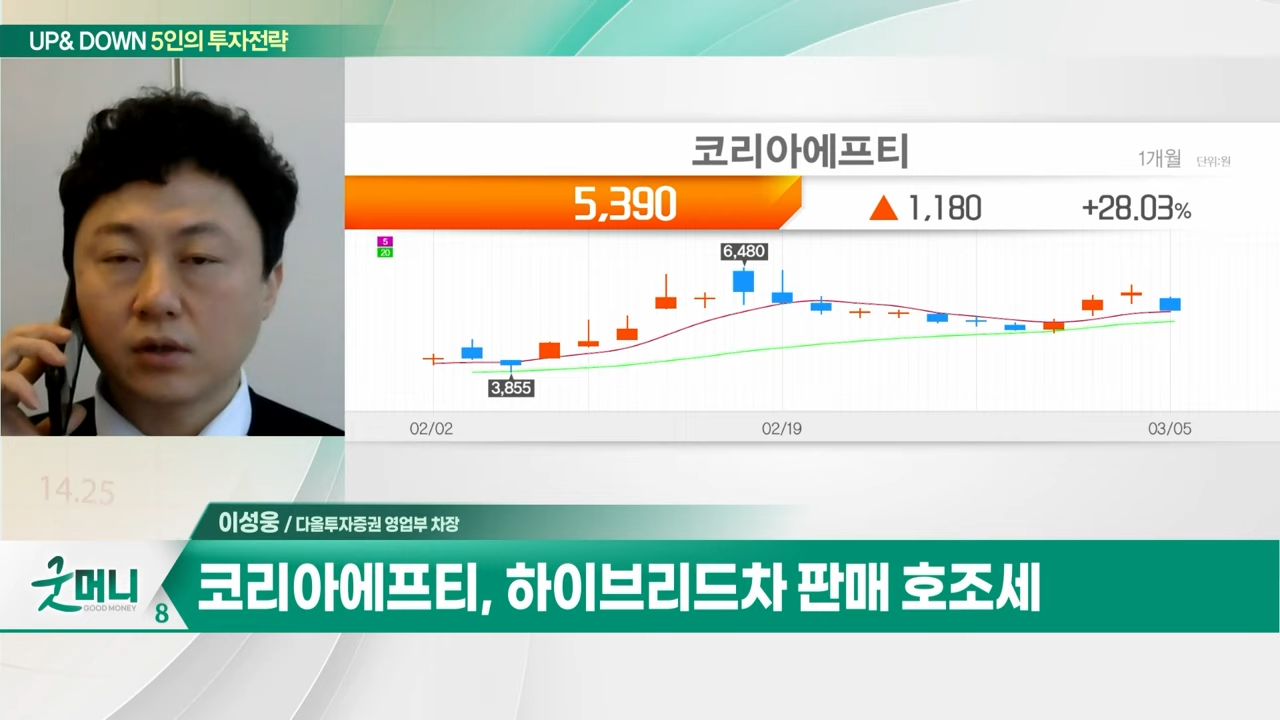 UP& DOWN 5인의 투자전략
코리아에프티
1개월 단위:원
5,390 ▲ 1,180 +28.03%
5
20
6,480
3,855
02/02 02/19 03/05
14.25
이성웅 / 다올투자증권 영업부 차장
굿머니
GOOD MONEY
8
코리아에프티, 하이브리드차 판매 호조세